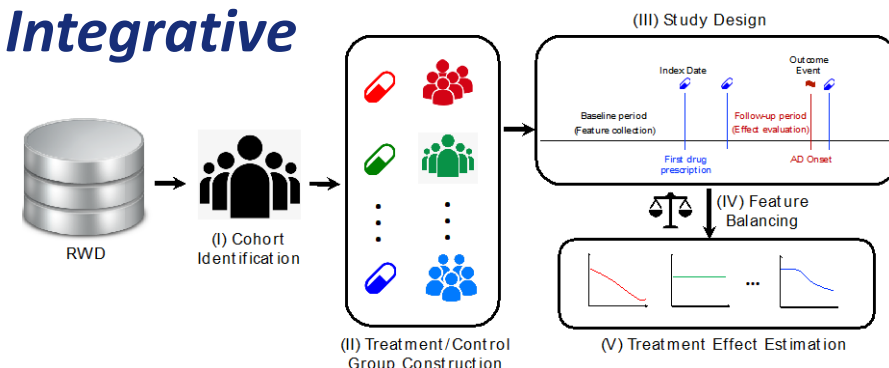 Integrative
RWD
(I) Cohort
Identification
(II) Treatment/Control
Group Construction
(III) Study Design
Index Date
Outcome
Event
Baseline period
(Feature collection)
Follow-up period
(Effect evaluation)
First drug
prescription
AD Onset
(IV) Feature
Balancing
...
(V) Treatment Effect Estimation